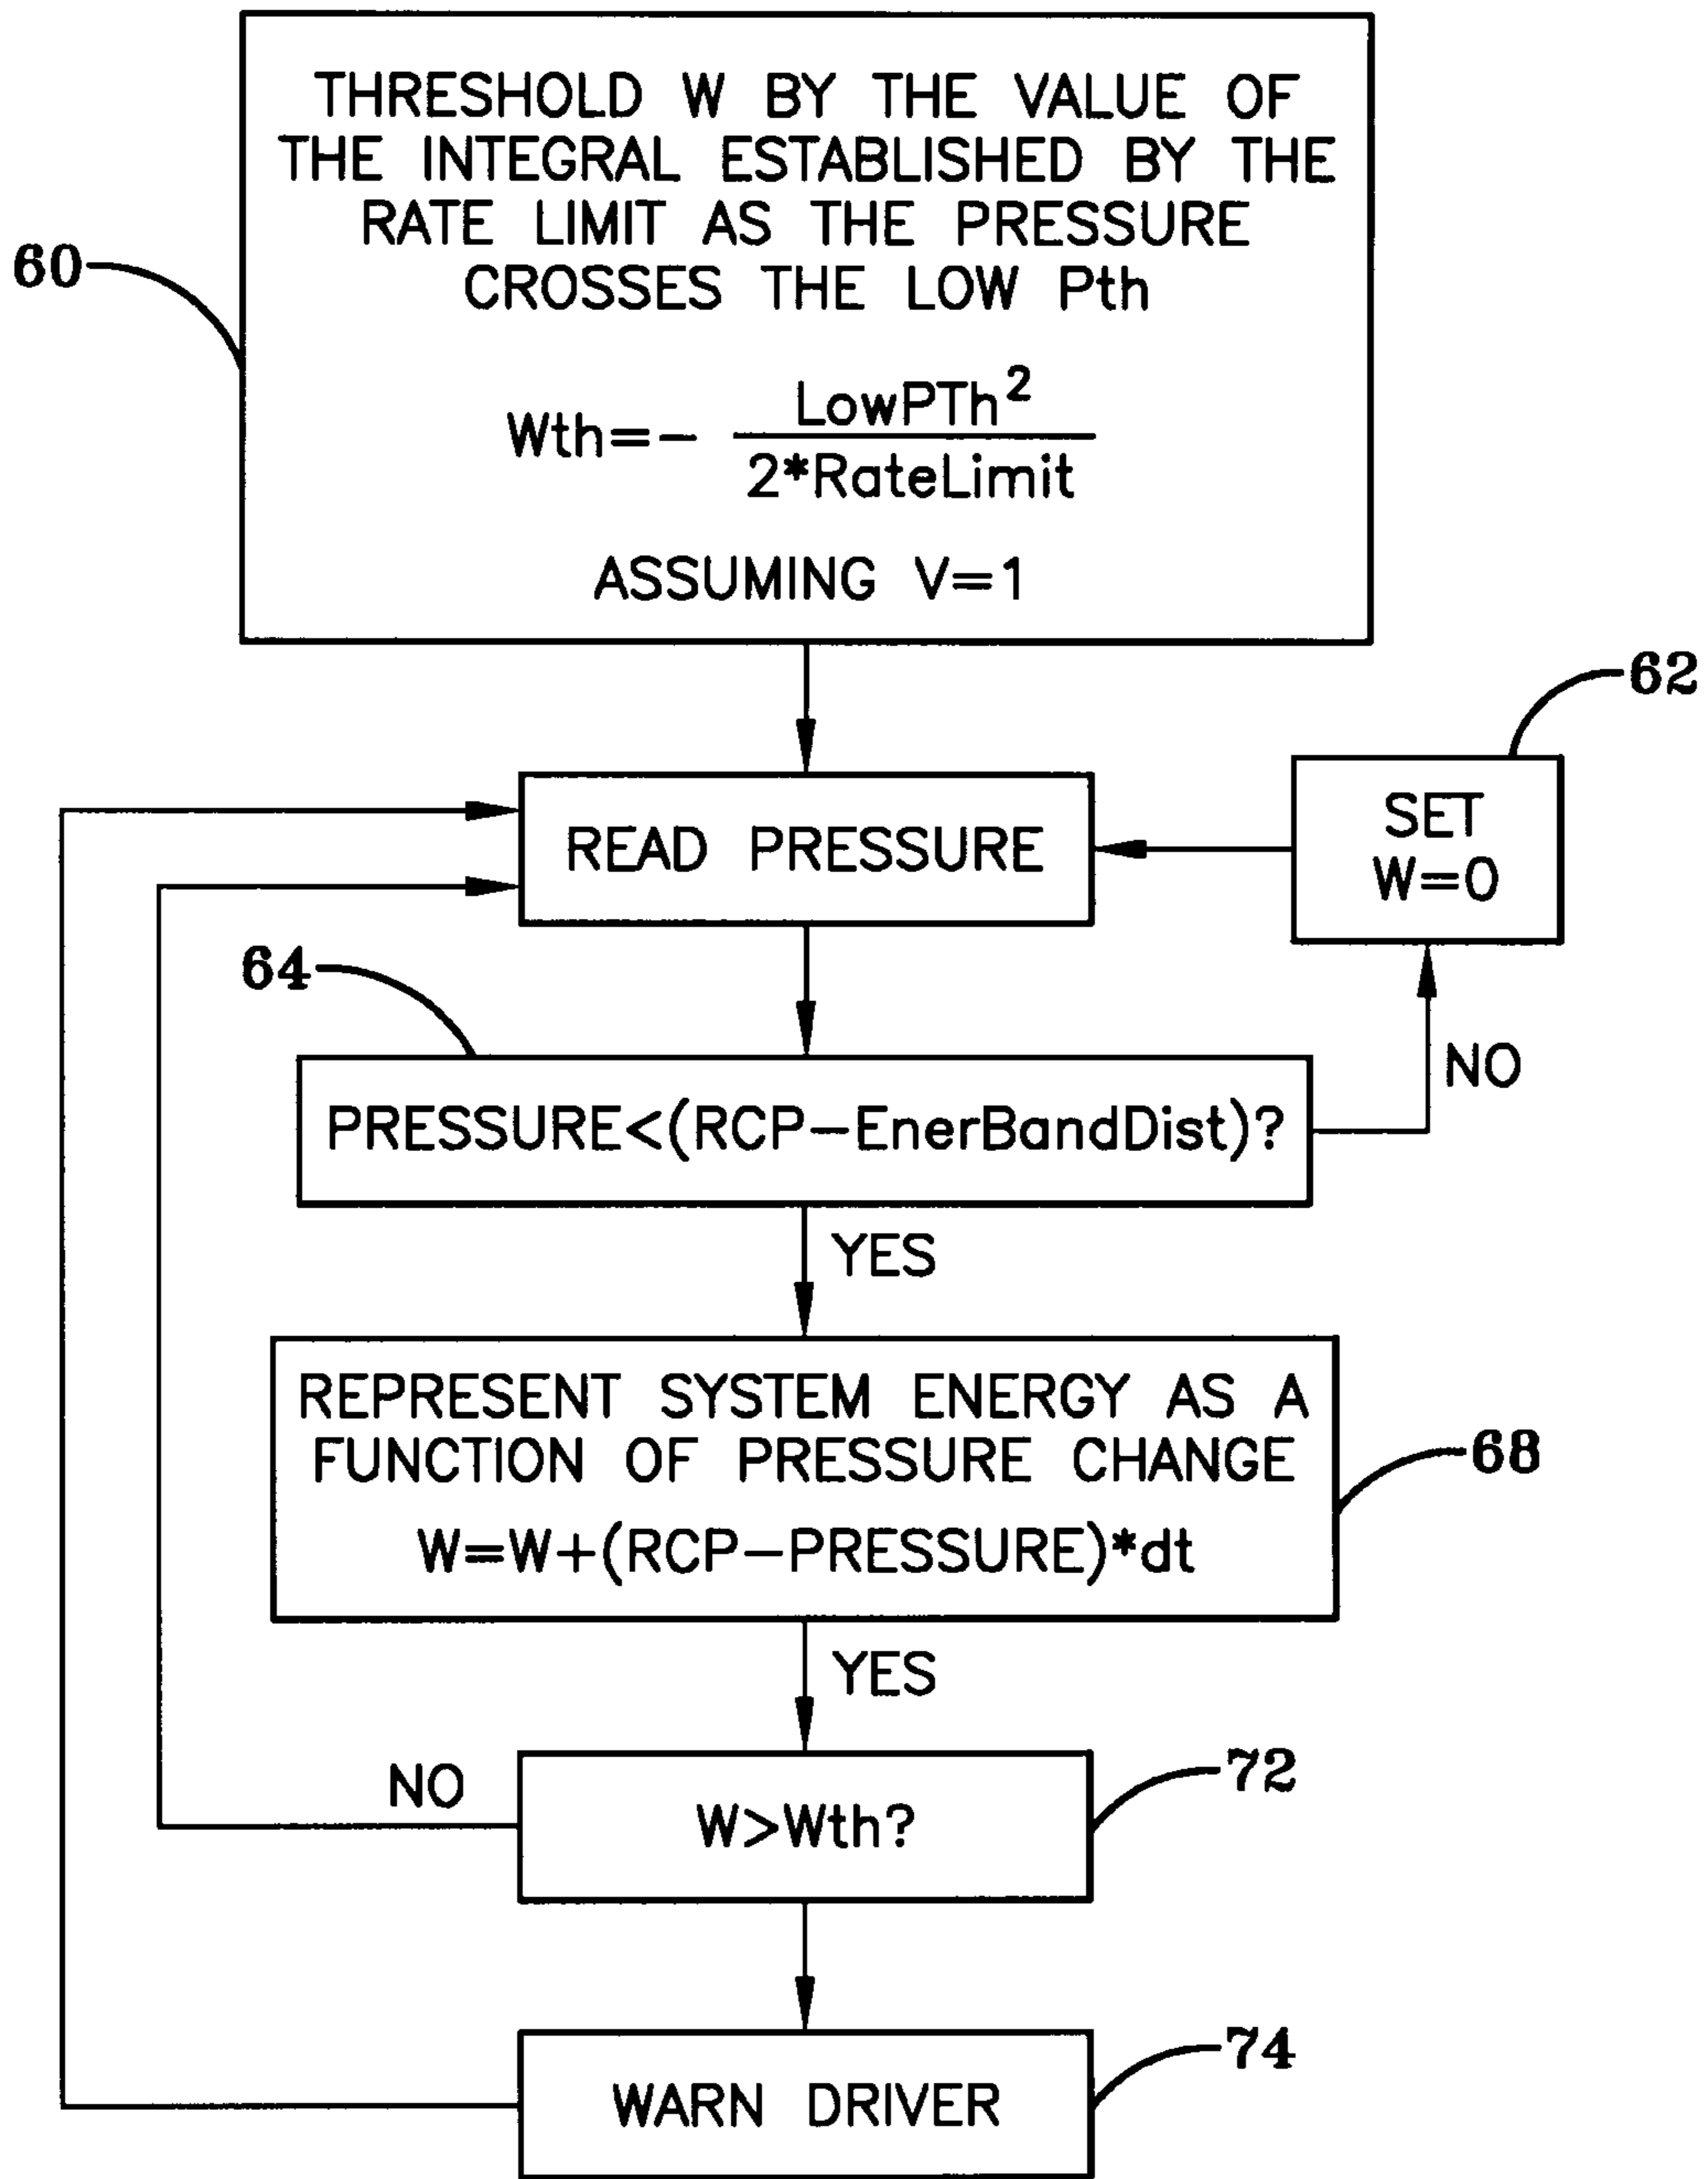 THRESHOLD W BY THE VALUE OF
THE INTEGRAL ESTABLISHED BY THE
RATE LIMIT AS THE PRESSURE
CROSSES THE LOW Pth
60
Wth=- LowPTh²
2*RateLimit
ASSUMING V=1
62
SET
W=0
READ PRESSURE
64
NO
PRESSURE<(RCP-EnerBandDist)?
YES
REPRESENT SYSTEM ENERGY AS A
FUNCTION OF PRESSURE CHANGE
W=W+(RCP-PRESSURE)*dt
68
YES
NO
72
W>Wth?
74
WARN DRIVER